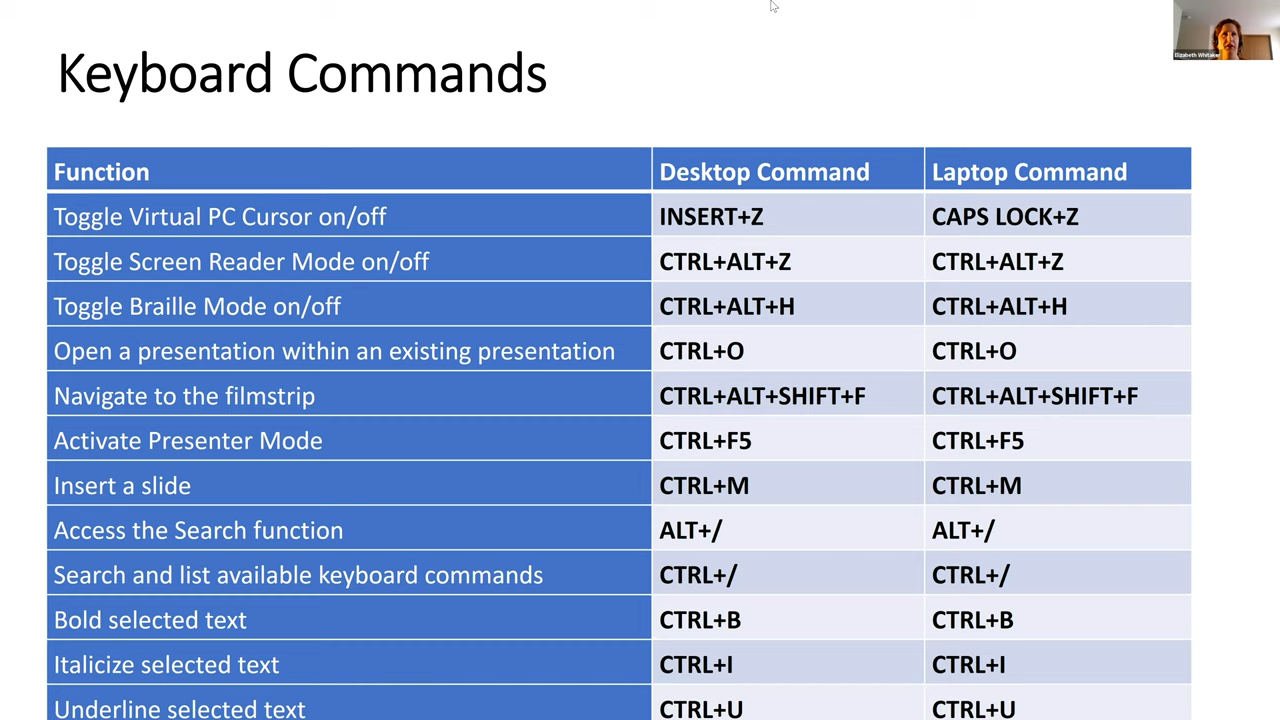 Elizabeth Whitaker
Keyboard Commands
Function Desktop Command Laptop Command
Toggle Virtual PC Cursor on/off INSERT+Z CAPS LOCK+Z
Toggle Screen Reader Mode on/off CTRL+ALT+Z CTRL+ALT+Z
Toggle Braille Mode on/off CTRL+ALT+H CTRL+ALT+H
Open a presentation within an existing presentation CTRL+O CTRL+O
Navigate to the filmstrip CTRL+ALT+SHIFT+F CTRL+ALT+SHIFT+F
Activate Presenter Mode CTRL+F5 CTRL+F5
Insert a slide CTRL+M CTRL+M
Access the Search function ALT+/ ALT+/
Search and list available keyboard commands CTRL+/ CTRL+/
Bold selected text CTRL+B CTRL+B
Italicize selected text CTRL+I CTRL+I
Underline selected text CTRL+U CTRL+U